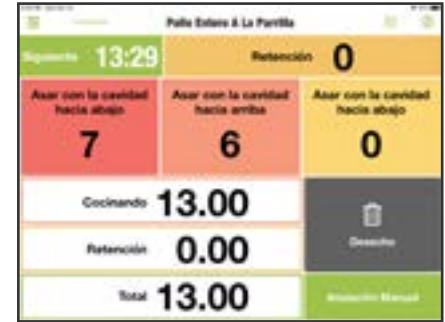 Pollo Entero A La Parrilla
Siguiente 13:29
Retención 0
Asar con la cavidad
hacia abajo
7
Asar con la cavidad
hacia arriba
6
Asar con la cavidad
hacia abajo
0
Cocinando 13.00
Retención 0.00
Total 13.00
Desecho
Anulación Manual